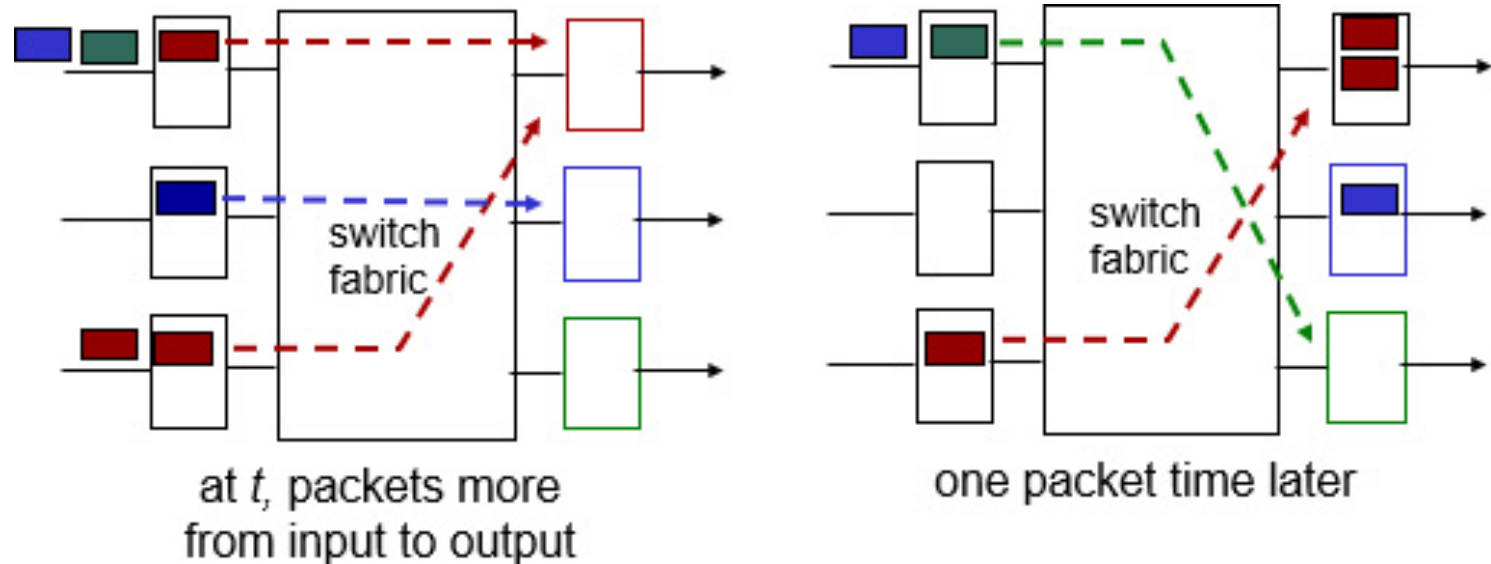 switch
fabric
at t, packets more
from input to output
switch
fabric
one packet time later